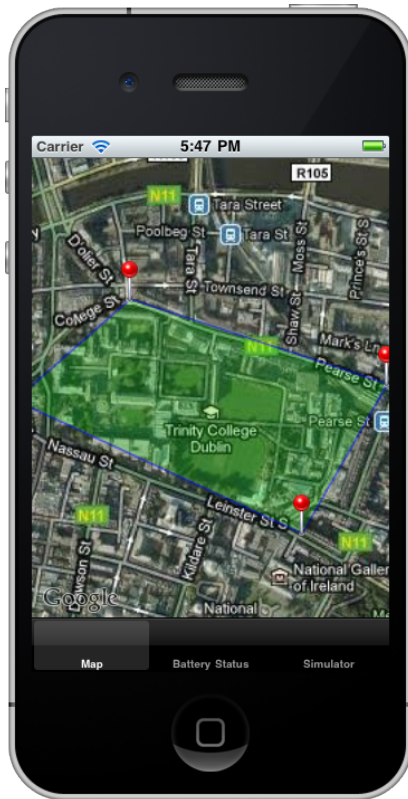 Carrier 5:47 PM
R105
N11
Tara Street
Poolbeg St
Tara St
Moss St
Prince's St S
D'olier St
Tara St
Townsend St
College St
Shaw St
Mark's Ln
N11
Pearse St
Trinity College
Dublin
Pearse St
Nassau St
Leinster St S
N11
Kildare St
N11
Dawson St
National Galler
of Ireland
Google
National
Map Battery Status Simulator